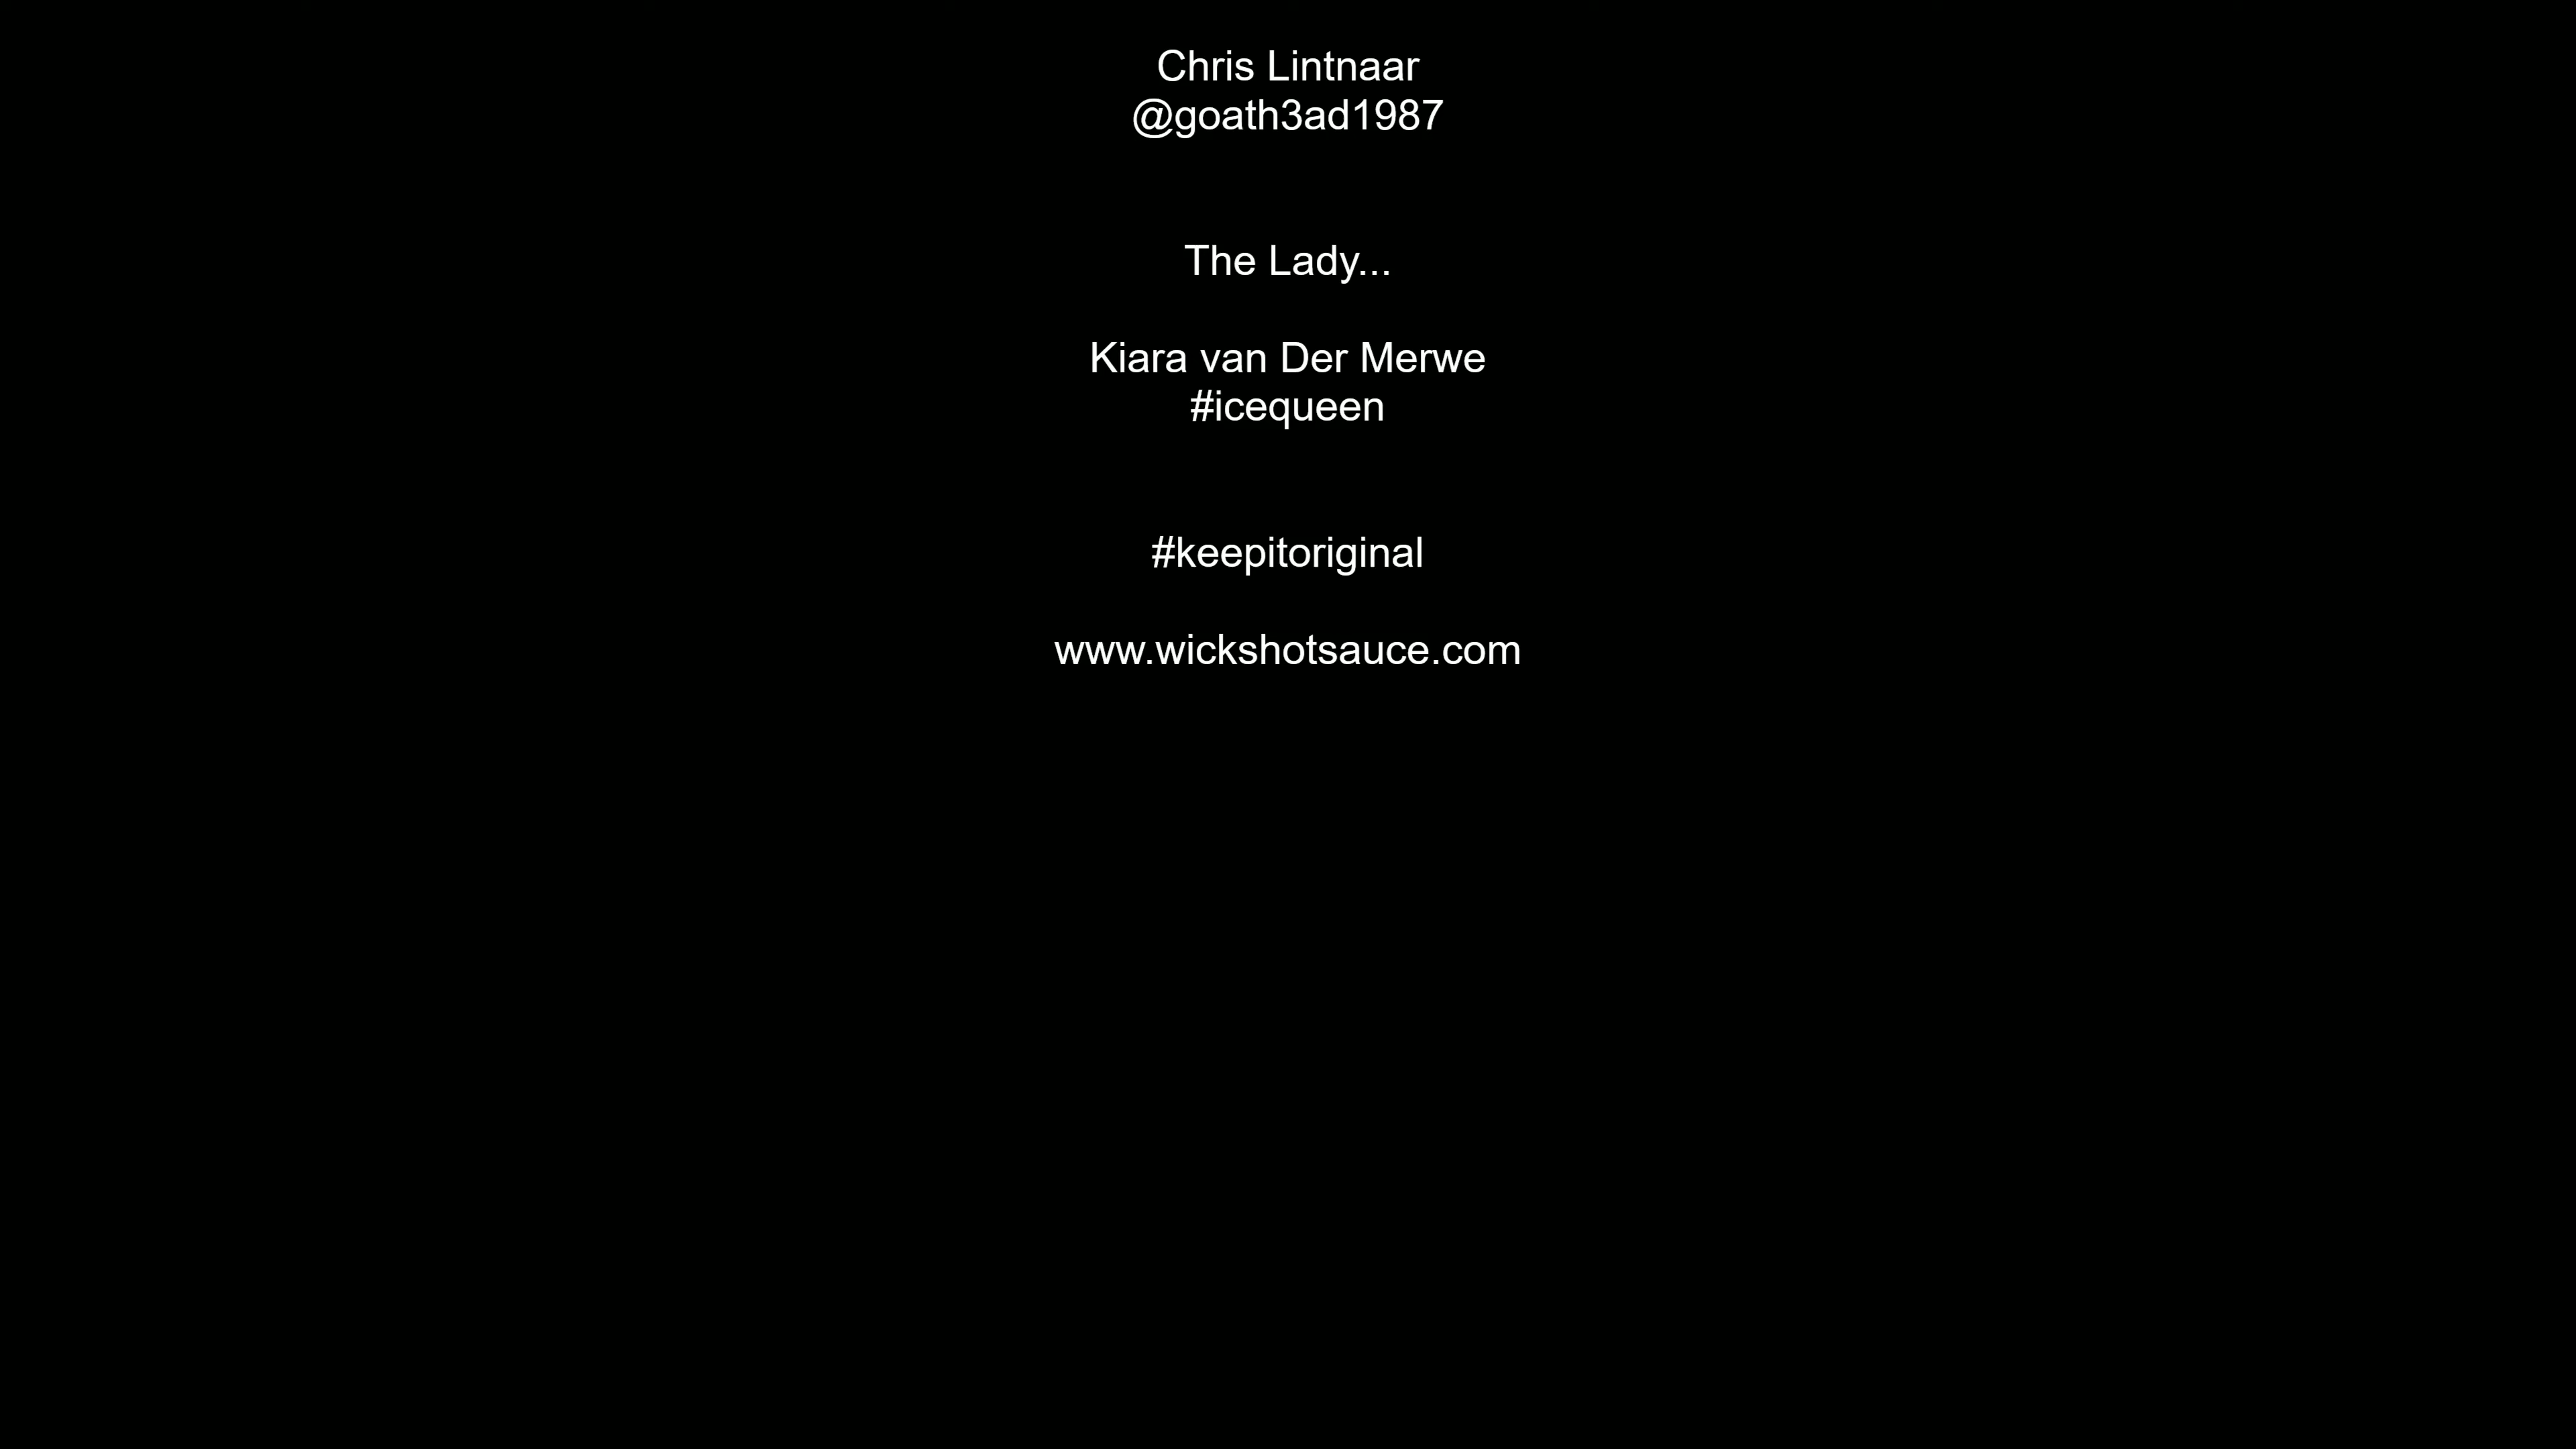 Chris Lintnaar
@goath3ad1987
The Lady...
Kiara van Der Merwe
#icequeen
#keepitoriginal
www.wickshotsauce.com